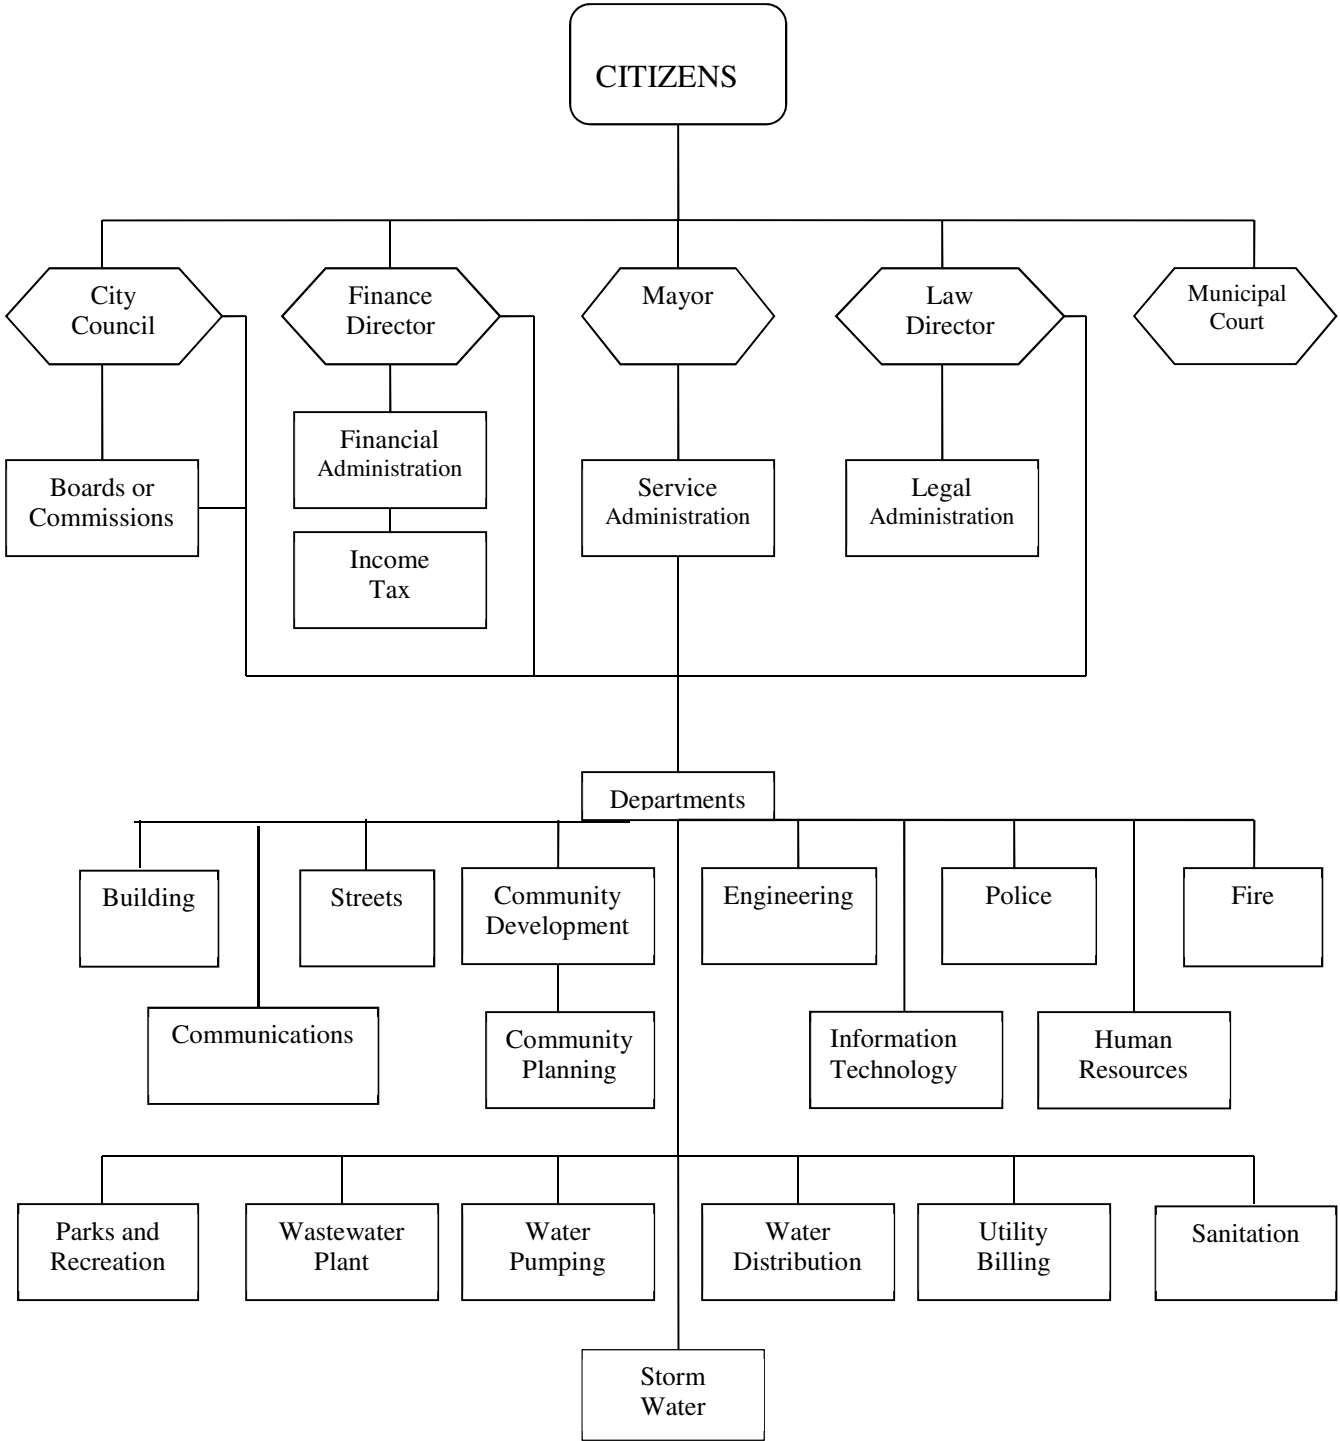 CITIZENS
City
Council
Finance
Director
Mayor
Law
Director
Municipal
Court
Boards or
Commissions
Financial
Administration
Income
Tax
Service
Administration
Legal
Administration
Departments
Building
Streets
Community
Development
Engineering
Police
Fire
Communications
Community
Planning
Information
Technology
Human
Resources
Parks and
Recreation
Wastewater
Plant
Water
Pumping
Water
Distribution
Utility
Billing
Sanitation
Storm
Water